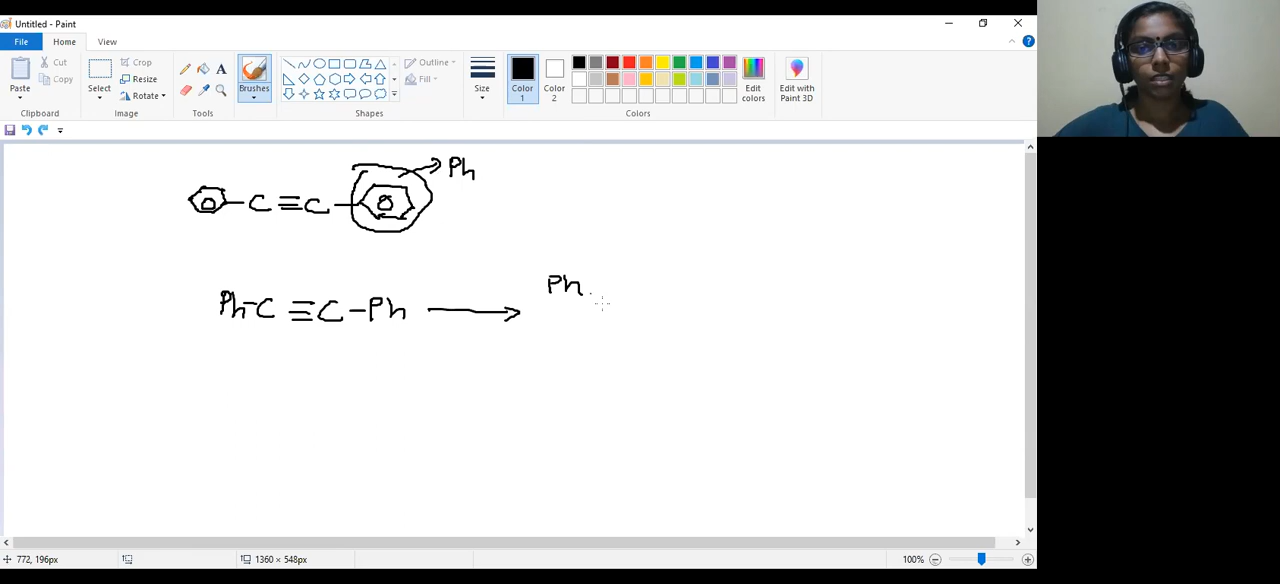 Untitled - Paint
File Home View
Cut
Copy
Paste
Clipboard
Select
Crop
Resize
Rotate
Image
A
Tools
Brushes
Outline
Fill
Shapes
Size
Color 1
Color 2
Edit colors
Edit with Paint 3D
Colors
Ph
C ≡ C
Ph
Ph-C ≡ C-Ph
772, 196px
1360 × 548px
100%